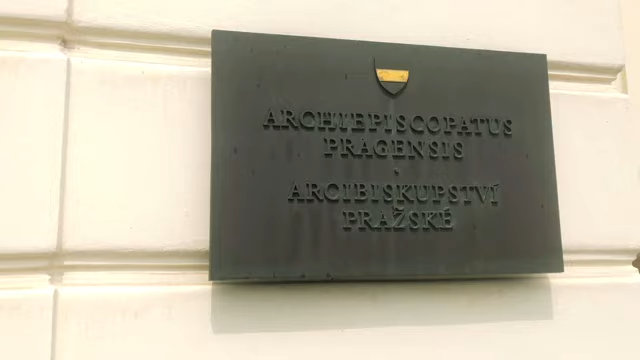 ARCHIEPISCOPATUS
PRAGENSIS
ARCIBISKUPSTVÍ
PRAŽSKÉ